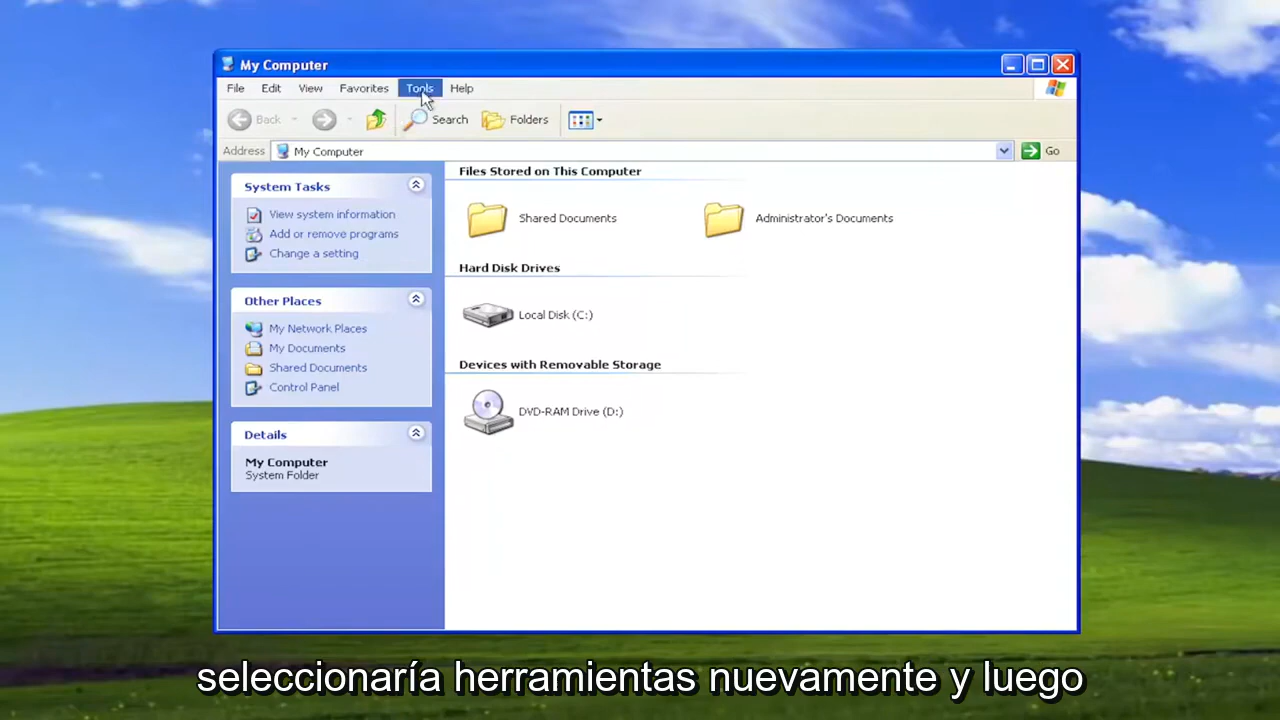 My Computer
File Edit View Favorites Tools Help
Back Search Folders
Address My Computer Go
System Tasks
View system information
Add or remove programs
Change a setting
Other Places
My Network Places
My Documents
Shared Documents
Control Panel
Details
My Computer
System Folder
Files Stored on This Computer
Shared Documents Administrator's Documents
Hard Disk Drives
Local Disk (C:)
Devices with Removable Storage
DVD-RAM Drive (D:)
seleccionaría herramientas nuevamente y luego